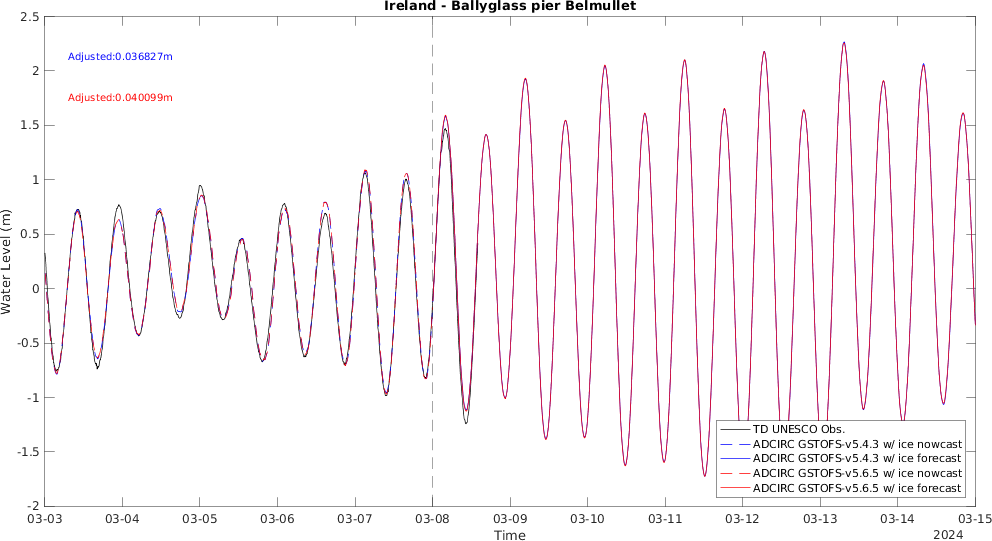 Ireland - Ballyglass pier Belmullet
2.5
2
1.5
1
0.5
0
-0.5
-1
-1.5
-2
Water Level (m)
Adjusted:0.036827m
Adjusted:0.040099m
TD UNESCO Obs.
ADCIRC GSTOFS-v5.4.3 w/ ice nowcast
ADCIRC GSTOFS-v5.4.3 w/ ice forecast
ADCIRC GSTOFS-v5.6.5 w/ ice nowcast
ADCIRC GSTOFS-v5.6.5 w/ ice forecast
03-03 03-04 03-05 03-06 03-07 03-08 03-09 03-10 03-11 03-12 03-13 03-14 03-15
Time
2024